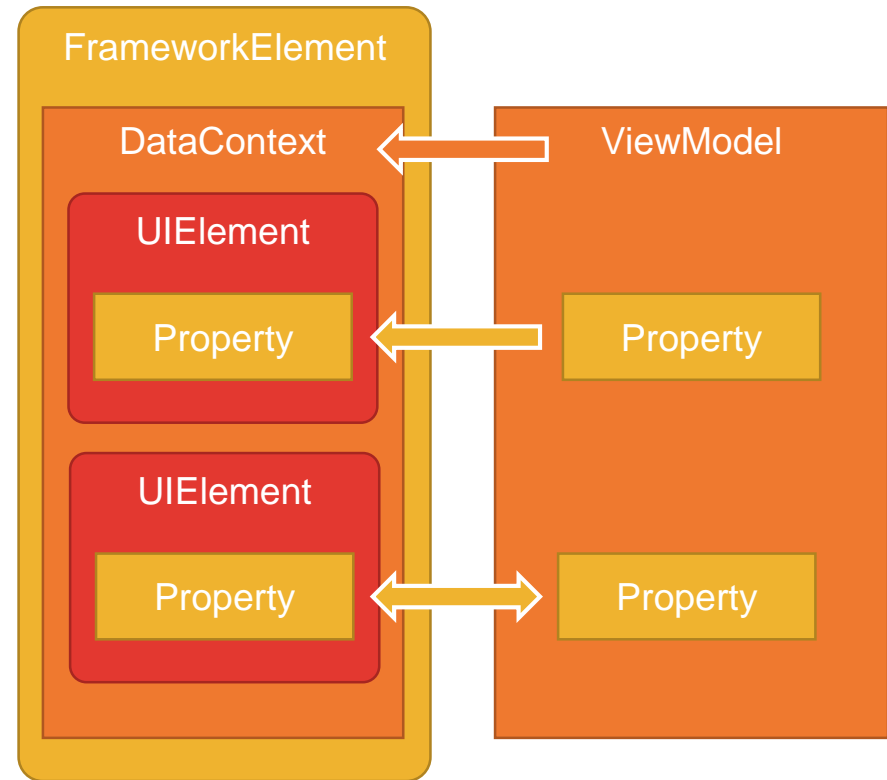 FrameworkElement
DataContext
ViewModel
UIElement
Property
Property
UIElement
Property
Property